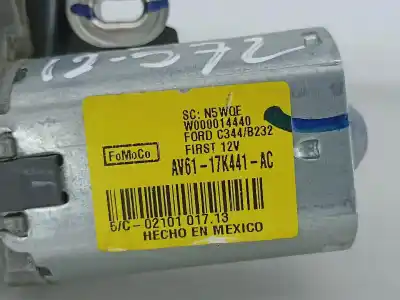 SC: N5WQE
W000014440
FORD C344/B232
FIRST 12V
FoMoCo
AV61-17K441-AC
5/C-02101 017.13
HECHO EN MEXICO